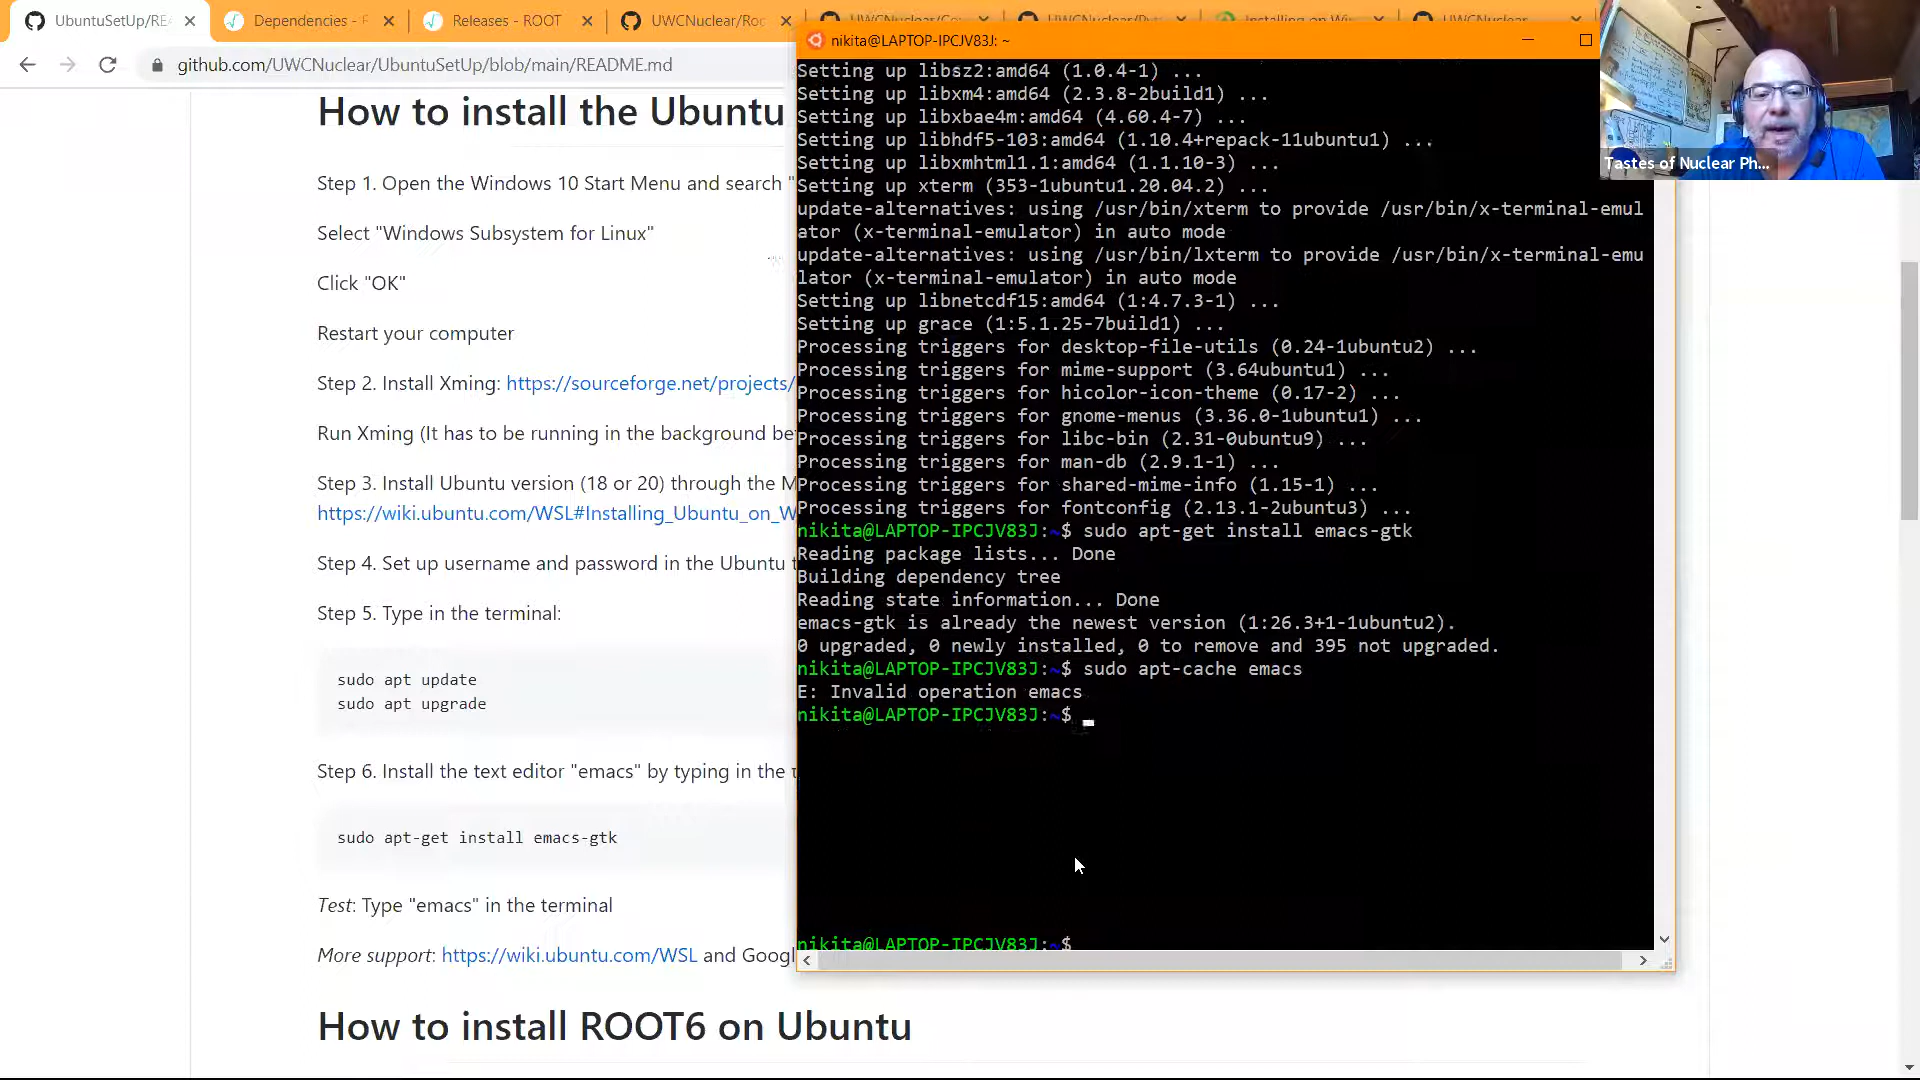 UbuntuSetUp/REA
Dependencies - F
Releases - ROOT
UWCNuclear/Roo
github.com/UWCNuclear/UbuntuSetUp/blob/main/README.md
How to install the Ubuntu
Step 1. Open the Windows 10 Start Menu and search "
Select "Windows Subsystem for Linux"
Click "OK"
Restart your computer
Step 2. Install Xming: https://sourceforge.net/projects/
Run Xming (It has to be running in the background be
Step 3. Install Ubuntu version (18 or 20) through the M
https://wiki.ubuntu.com/WSL#Installing_Ubuntu_on_W
Step 4. Set up username and password in the Ubuntu t
Step 5. Type in the terminal:
sudo apt update
sudo apt upgrade
Step 6. Install the text editor "emacs" by typing in the t
sudo apt-get install emacs-gtk
Test: Type "emacs" in the terminal
More support: https://wiki.ubuntu.com/WSL and Googl
How to install ROOT6 on Ubuntu
nikita@LAPTOP-IPCJV83J: ~
Setting up libsz2:amd64 (1.0.4-1) ...
Setting up libxm4:amd64 (2.3.8-2build1) ...
Setting up libxbae4m:amd64 (4.60.4-7) ...
Setting up libhdf5-103:amd64 (1.10.4+repack-11ubuntu1) ...
Setting up libxmhtml1.1:amd64 (1.1.10-3) ...
Setting up xterm (353-1ubuntu1.20.04.2) ...
update-alternatives: using /usr/bin/xterm to provide /usr/bin/x-terminal-emul
ator (x-terminal-emulator) in auto mode
update-alternatives: using /usr/bin/lxterm to provide /usr/bin/x-terminal-emu
lator (x-terminal-emulator) in auto mode
Setting up libnetcdf15:amd64 (1:4.7.3-1) ...
Setting up grace (1:5.1.25-7build1) ...
Processing triggers for desktop-file-utils (0.24-1ubuntu2) ...
Processing triggers for mime-support (3.64ubuntu1) ...
Processing triggers for hicolor-icon-theme (0.17-2) ...
Processing triggers for gnome-menus (3.36.0-1ubuntu1) ...
Processing triggers for libc-bin (2.31-0ubuntu9) ...
Processing triggers for man-db (2.9.1-1) ...
Processing triggers for shared-mime-info (1.15-1) ...
Processing triggers for fontconfig (2.13.1-2ubuntu3) ...
nikita@LAPTOP-IPCJV83J:~$ sudo apt-get install emacs-gtk
Reading package lists... Done
Building dependency tree
Reading state information... Done
emacs-gtk is already the newest version (1:26.3+1-1ubuntu2).
0 upgraded, 0 newly installed, 0 to remove and 395 not upgraded.
nikita@LAPTOP-IPCJV83J:~$ sudo apt-cache emacs
E: Invalid operation emacs
nikita@LAPTOP-IPCJV83J:~$
nikita@LAPTOP-IPCJV83J:~$
Tastes of Nuclear Ph...